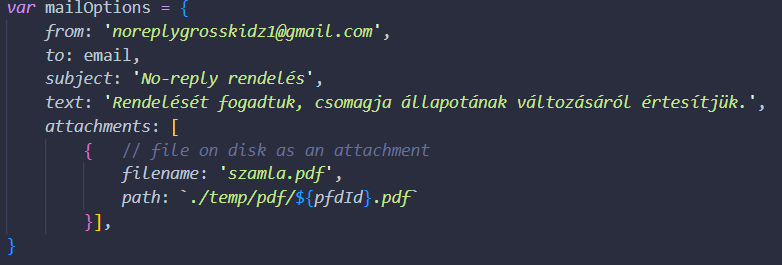 var mailOptions = {
from: 'noreplygrosskidz1@gmail.com',
to: email,
subject: 'No-reply rendelés',
text: 'Rendelését fogadtuk, csomagja állapotának változásáról értesítjük.',
attachments: [
{ // file on disk as an attachment
filename: 'szamla.pdf',
path: `./temp/pdf/${pfdId}.pdf`
}],
}